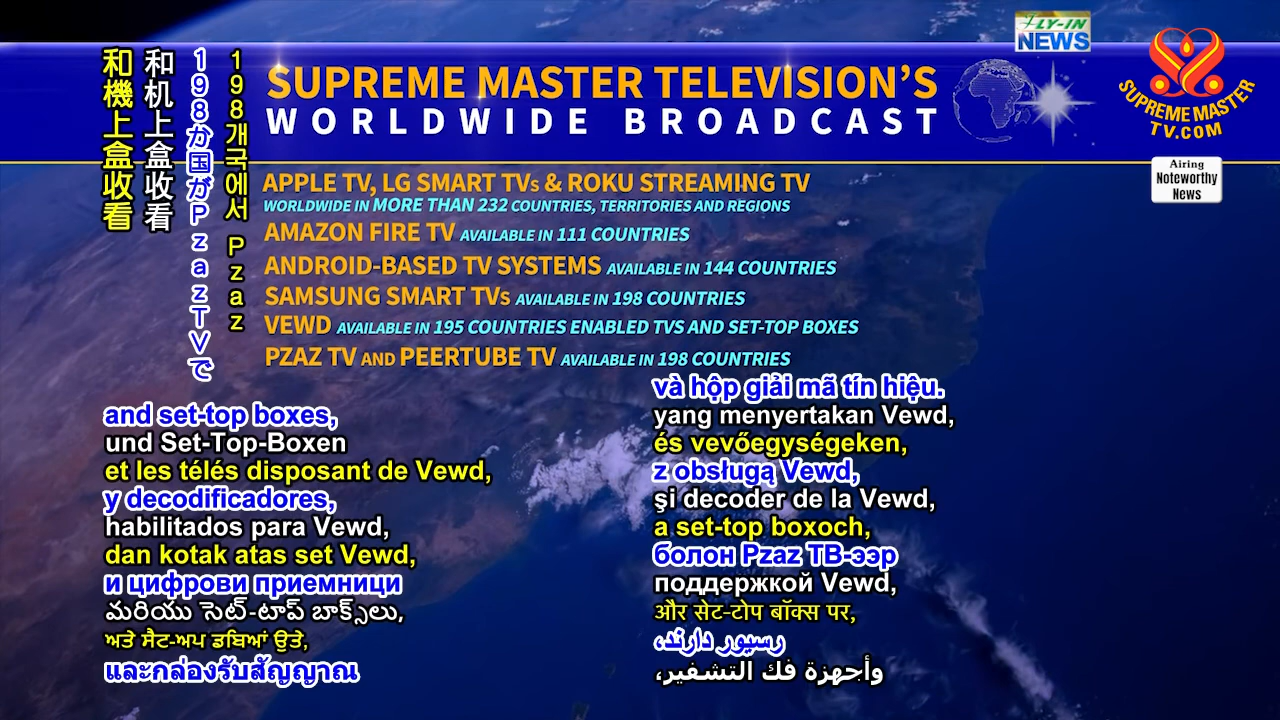 FLY-IN
NEWS
SUPREME MASTER
TV.COM
Airing
Noteworthy
News
SUPREME MASTER TELEVISION'S
WORLDWIDE BROADCAST
APPLE TV, LG SMART TVs & ROKU STREAMING TV
WORLDWIDE IN MORE THAN 232 COUNTRIES, TERRITORIES AND REGIONS
AMAZON FIRE TV AVAILABLE IN 111 COUNTRIES
ANDROID-BASED TV SYSTEMS AVAILABLE IN 144 COUNTRIES
SAMSUNG SMART TVs AVAILABLE IN 198 COUNTRIES
VEWD AVAILABLE IN 195 COUNTRIES ENABLED TVS AND SET-TOP BOXES
PZAZ TV AND PEERTUBE TV AVAILABLE IN 198 COUNTRIES
和機上盒收看
和机上盒收看
198か国がPzazTVで
198개국에서 Pzaz
and set-top boxes,
und Set-Top-Boxen
et les télés disposant de Vewd,
y decodificadores,
habilitados para Vewd,
dan kotak atas set Vewd,
и цифрови приемници
మరియు సెట్-టాప్ బాక్స్‌లు,
ਅਤੇ ਸੈਟ-ਅਪ ਡਬਿਆਂ ਉਤੇ,
และกล่องรับสัญญาณ
và hộp giải mã tín hiệu.
yang menyertakan Vewd,
és vevőegységeken,
z obsługą Vewd,
şi decoder de la Vewd,
a set-top boxoch,
болон Pzaz ТВ-ээр
поддержкой Vewd,
और सेट-टोप बॉक्स पर,
رسیور دارند،
وأجهزة فك التشفير،